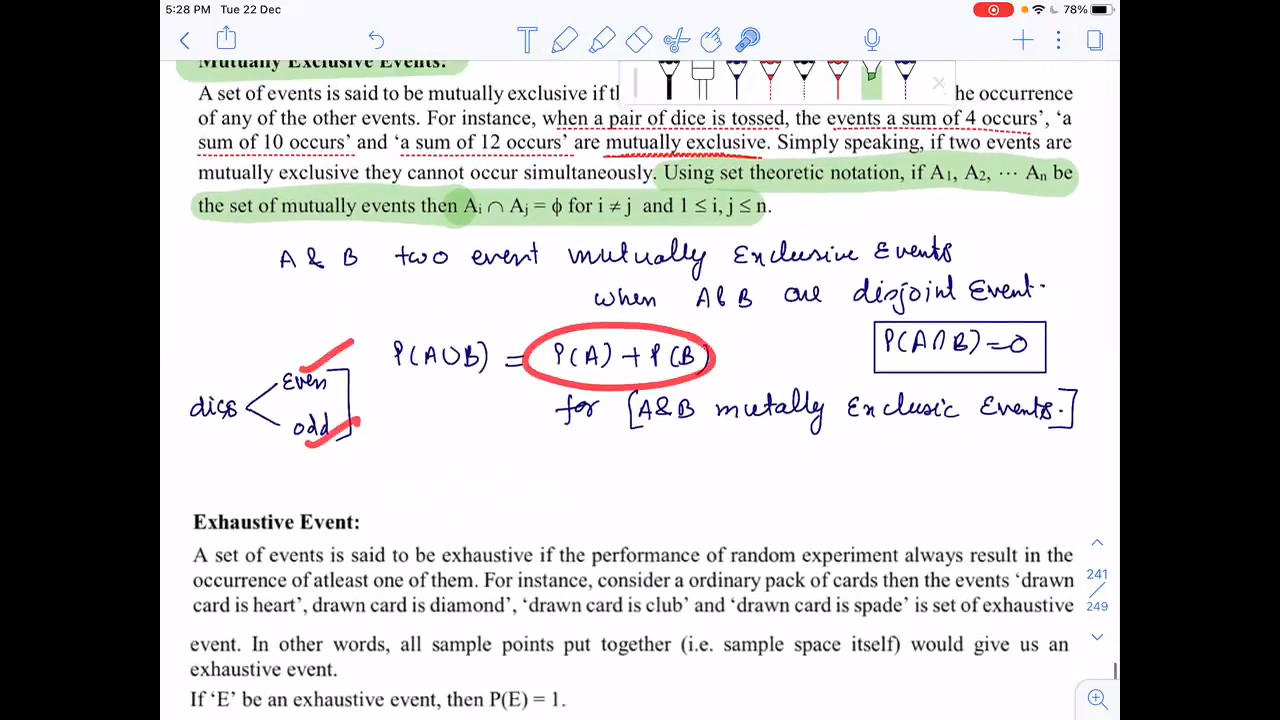 5:28 PM Tue 22 Dec
78%
Mutually Exclusive Events:
A set of events is said to be mutually exclusive if th he occurrence
of any of the other events. For instance, when a pair of dice is tossed, the events a sum of 4 occurs’, ‘a
sum of 10 occurs’ and ‘a sum of 12 occurs’ are mutually exclusive. Simply speaking, if two events are
mutually exclusive they cannot occur simultaneously. Using set theoretic notation, if A₁, A₂, ⋯ Aₙ be
the set of mutually events then Aᵢ ∩ Aⱼ = ϕ for i ≠ j and 1 ≤ i, j ≤ n.
A & B two event mutually Exclusive Events
when A & B are disjoint Event.
P(A∪B) = P(A) + P(B)
P(A∩B) = 0
dics
Even
odd
for [A&B mutally Exclusic Events.]
Exhaustive Event:
A set of events is said to be exhaustive if the performance of random experiment always result in the
occurrence of atleast one of them. For instance, consider a ordinary pack of cards then the events ‘drawn
card is heart’, drawn card is diamond’, ‘drawn card is club’ and ‘drawn card is spade’ is set of exhaustive
event. In other words, all sample points put together (i.e. sample space itself) would give us an
exhaustive event.
If ‘E’ be an exhaustive event, then P(E) = 1.
241
/
249